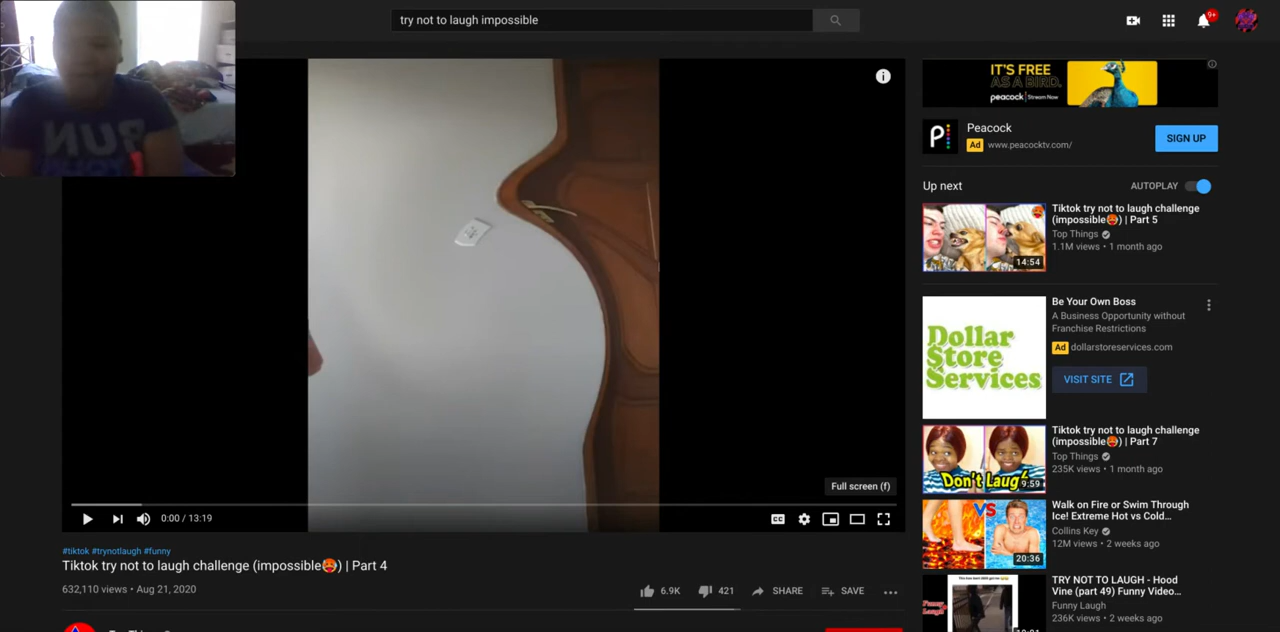 try not to laugh impossible
9+
RUN
i
IT'S FREE
AS A BIRD.
peacock Stream Now
Peacock
Ad www.peacocktv.com/
SIGN UP
Up next
AUTOPLAY
Tiktok try not to laugh challenge
(impossible🥵) | Part 5
Top Things
1.1M views • 1 month ago
14:54
Be Your Own Boss
A Business Opportunity without
Franchise Restrictions
Ad dollarstoreservices.com
VISIT SITE
Dollar
Store
Services
Tiktok try not to laugh challenge
(impossible🥵) | Part 7
Top Things
235K views • 1 month ago
Don't Laugh
9:59
Walk on Fire or Swim Through
Ice! Extreme Hot vs Cold...
Collins Key
12M views • 2 weeks ago
VS
20:36
TRY NOT TO LAUGH - Hood
Vine (part 49) Funny Video...
Funny Laugh
236K views • 2 weeks ago
Full screen (f)
0:00 / 13:19
CC
#tiktok #trynotlaugh #funny
Tiktok try not to laugh challenge (impossible🥵) | Part 4
632,110 views • Aug 21, 2020
6.9K
421
SHARE
SAVE